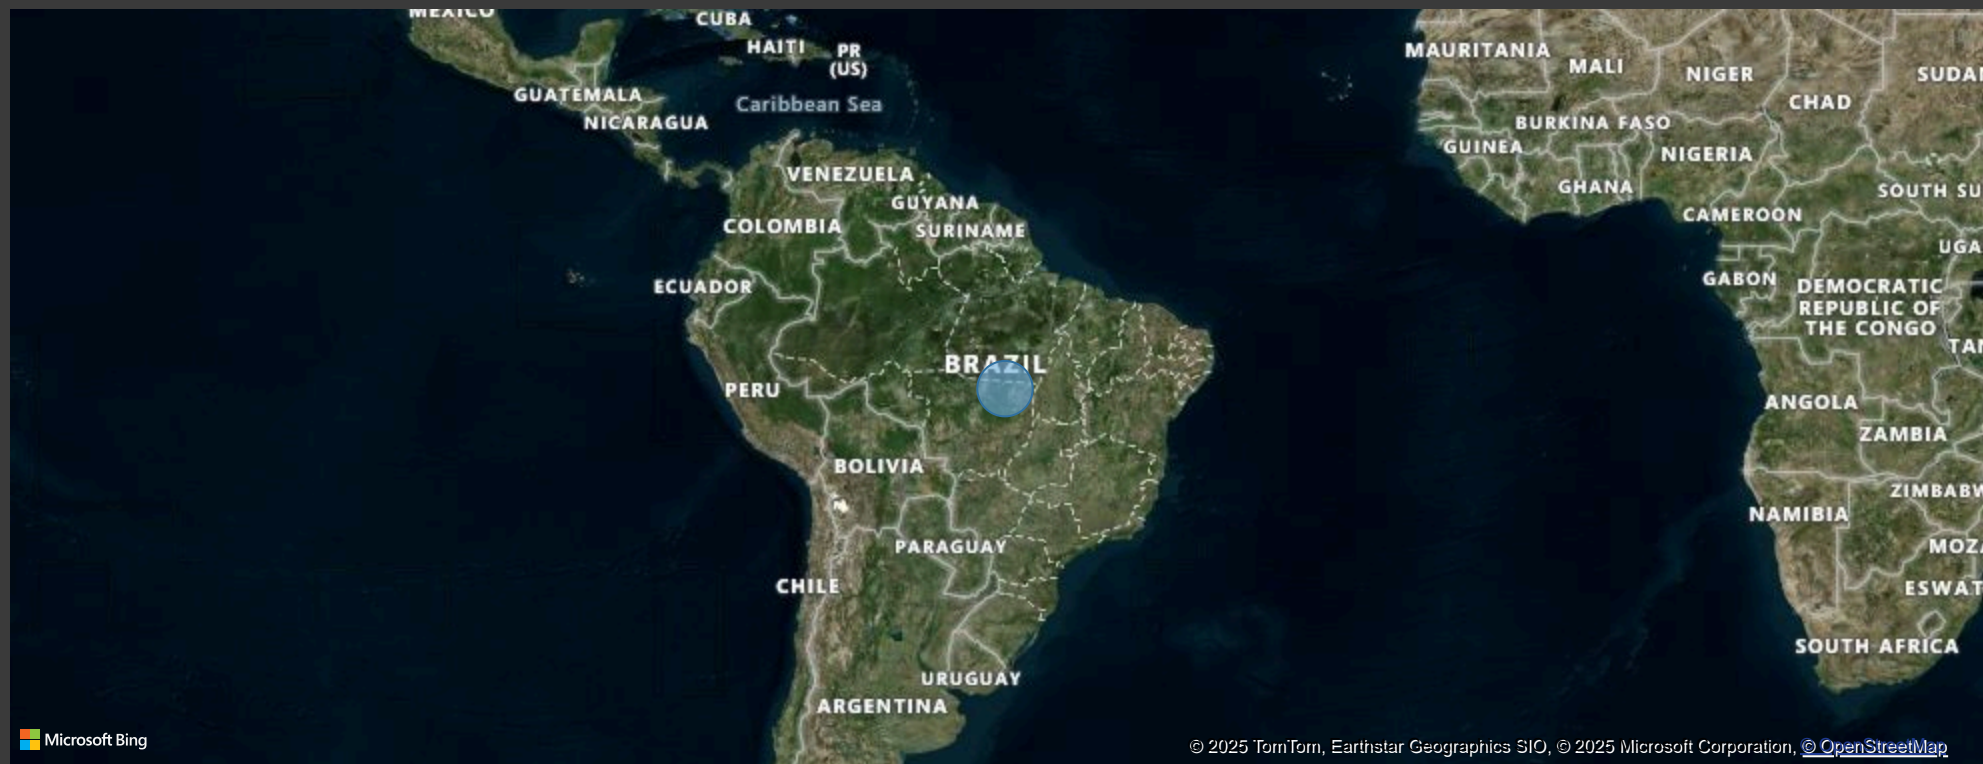 MEXICO
CUBA
HAITI
PR
(US)
Caribbean Sea
GUATEMALA
NICARAGUA
MAURITANIA
MALI
NIGER
SUDA
CHAD
BURKINA FASO
GUINEA
NIGERIA
GHANA
SOUTH SU
CAMEROON
UGA
GABON
DEMOCRATIC
REPUBLIC OF
THE CONGO
TA
VENEZUELA
GUYANA
COLOMBIA
SURINAME
ECUADOR
BRAZIL
PERU
BOLIVIA
PARAGUAY
CHILE
URUGUAY
ARGENTINA
ANGOLA
ZAMBIA
ZIMBABW
NAMIBIA
MOZ
ESWAT
SOUTH AFRICA
Microsoft Bing
© 2025 TomTom, Earthstar Geographics SIO, © 2025 Microsoft Corporation, © OpenStreetMap